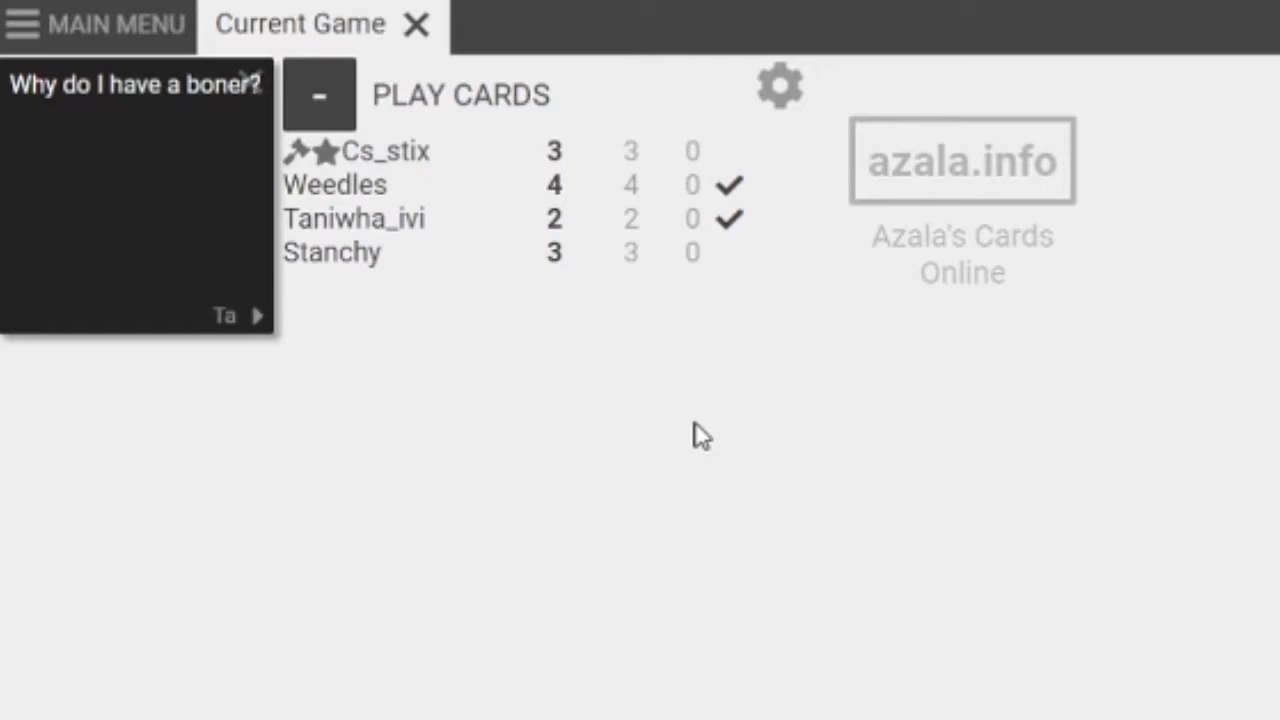 MAIN MENU
Current Game
Why do I have a boner?
Ta
-
PLAY CARDS
Cs_stix 3 3 0
Weedles 4 4 0
Taniwha_ivi 2 2 0
Stanchy 3 3 0
azala.info
Azala's Cards
Online